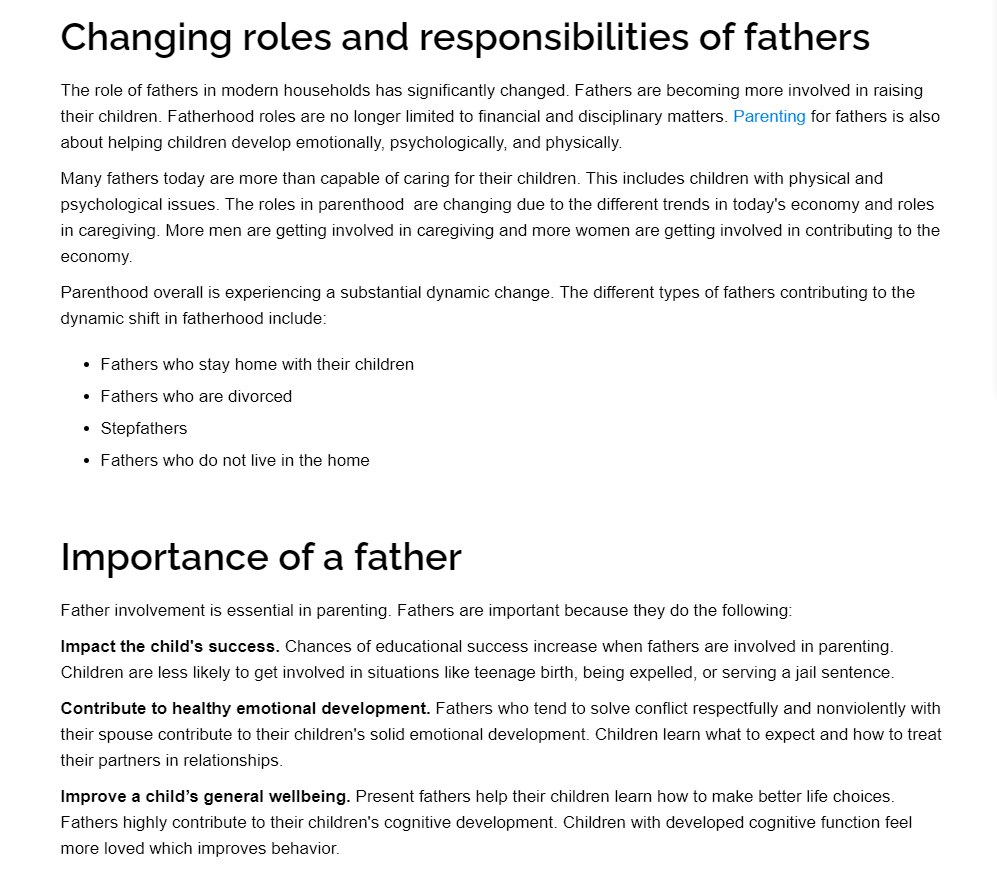 Changing roles and responsibilities of fathers
The role of fathers in modern households has significantly changed. Fathers are becoming more involved in raising
their children. Fatherhood roles are no longer limited to financial and disciplinary matters. Parenting for fathers is also
about helping children develop emotionally, psychologically, and physically.
Many fathers today are more than capable of caring for their children. This includes children with physical and
psychological issues. The roles in parenthood  are changing due to the different trends in today's economy and roles
in caregiving. More men are getting involved in caregiving and more women are getting involved in contributing to the
economy.
Parenthood overall is experiencing a substantial dynamic change. The different types of fathers contributing to the
dynamic shift in fatherhood include:
• Fathers who stay home with their children
• Fathers who are divorced
• Stepfathers
• Fathers who do not live in the home
Importance of a father
Father involvement is essential in parenting. Fathers are important because they do the following:
Impact the child's success. Chances of educational success increase when fathers are involved in parenting.
Children are less likely to get involved in situations like teenage birth, being expelled, or serving a jail sentence.
Contribute to healthy emotional development. Fathers who tend to solve conflict respectfully and nonviolently with
their spouse contribute to their children's solid emotional development. Children learn what to expect and how to treat
their partners in relationships.
Improve a child’s general wellbeing. Present fathers help their children learn how to make better life choices.
Fathers highly contribute to their children's cognitive development. Children with developed cognitive function feel
more loved which improves behavior.